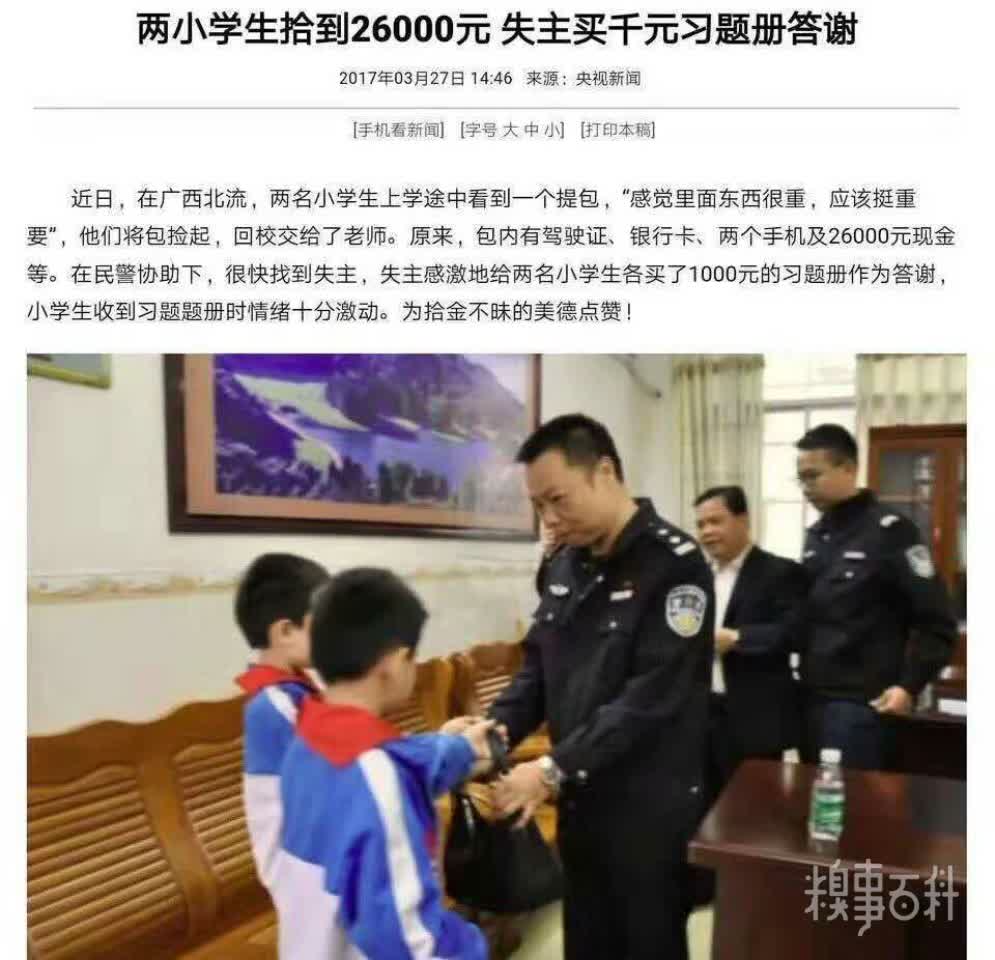 两小学生拾到26000元 失主买千元习题册答谢
2017年03月27日 14:46 来源：央视新闻
[手机看新闻] [字号 大 中 小] [打印本稿]
近日，在广西北流，两名小学生上学途中看到一个提包，“感觉里面东西很重，应该挺重
要”，他们将包捡起，回校交给了老师。原来，包内有驾驶证、银行卡、两个手机及26000元现金
等。在民警协助下，很快找到失主，失主感激地给两名小学生各买了1000元的习题册作为答谢，
小学生收到习题题册时情绪十分激动。为拾金不昧的美德点赞！
糗事百科